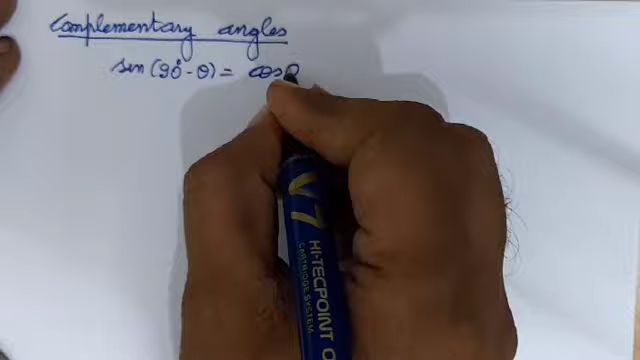 Complementary angles
sin (90° - θ) = cos θ
V7
HI-TECPOINT
CARTRIDGE SYSTEM